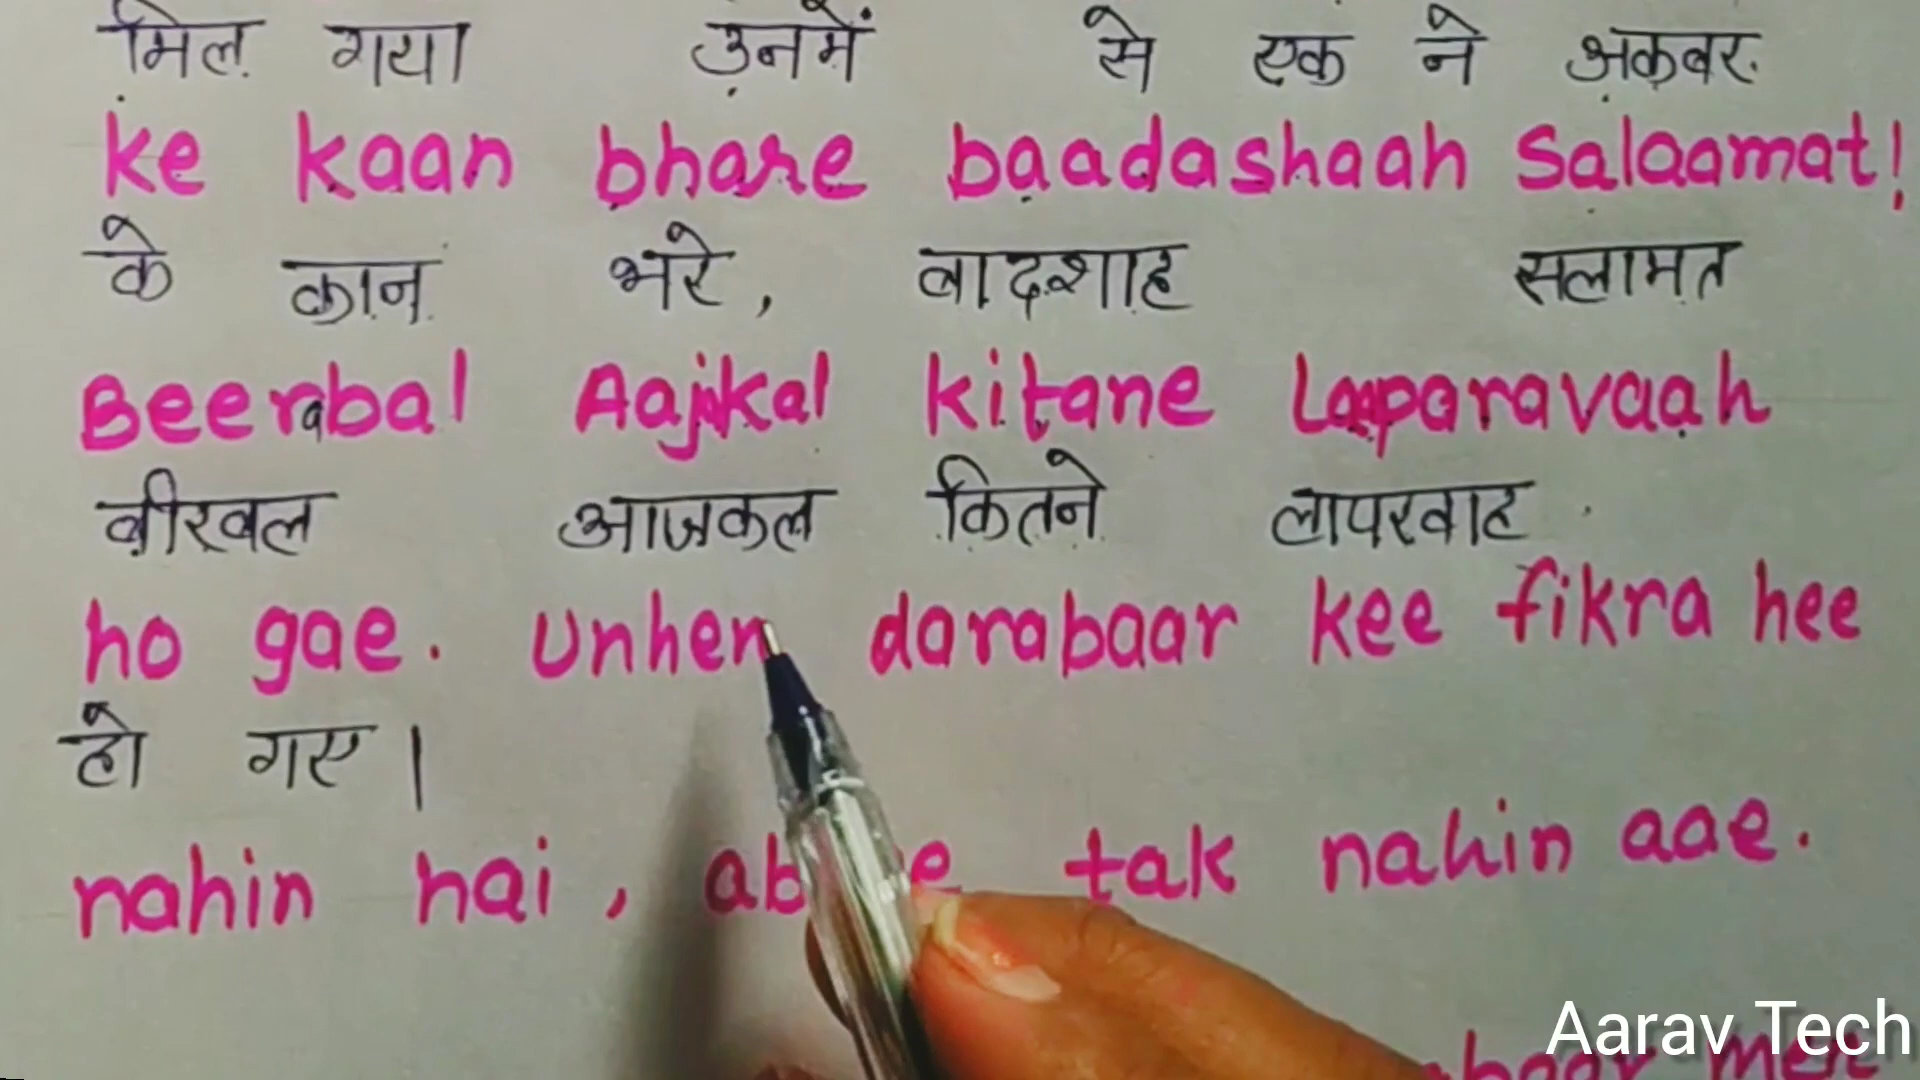 मिल गया उनमें से एक ने अकबर
ke kaan bhare baadashaah Salaamat!
के कान भरे, बादशाह सलामत
Beerabal Aajkal kitane Laaparavaah
बीरबल आजकल कितने लापरवाह
ho gae. Unhen darabaar kee fikra hee
हो गए।
nahin hai, tak nahin aae.
Aarav Tech